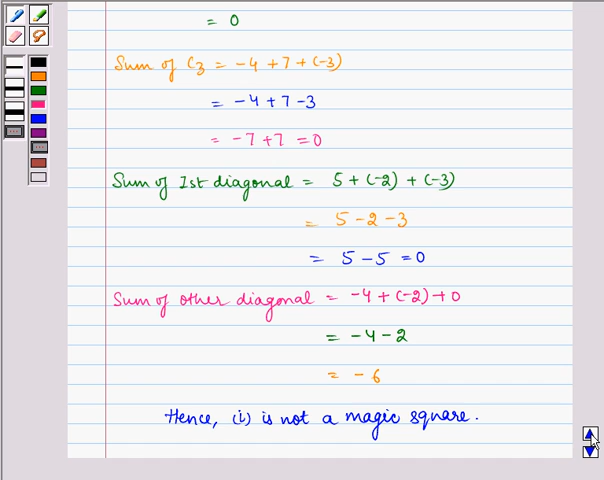 = 0
Sum of C3 = -4 + 7 + (-3)
= -4 + 7 - 3
= -7 + 7 = 0
Sum of 1st diagonal = 5 + (-2) + (-3)
= 5 - 2 - 3
= 5 - 5 = 0
Sum of other diagonal = -4 + (-2) + 0
= -4 - 2
= - 6
Hence, (i) is not a magic square.